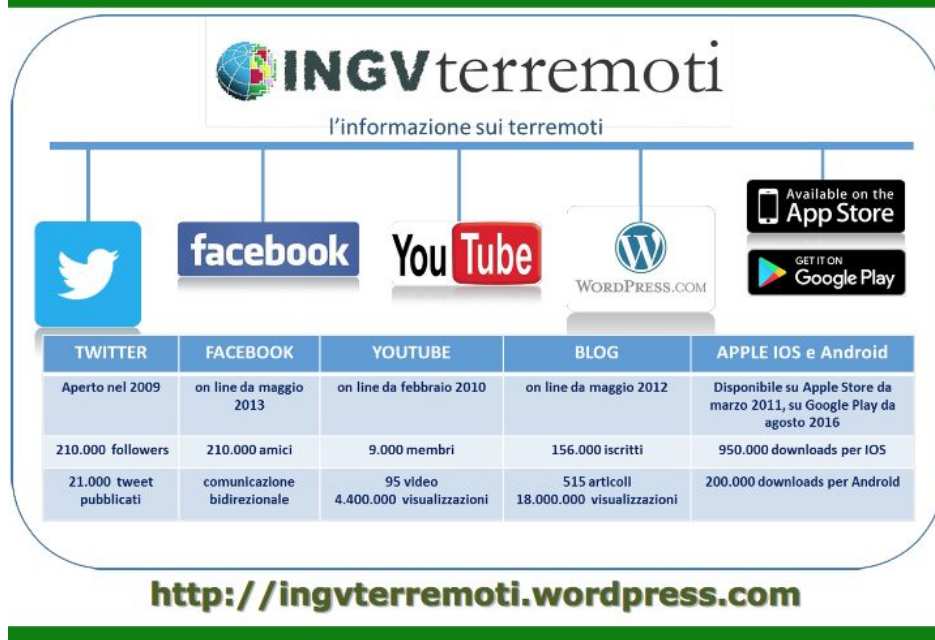 INGVterremoti
l'informazione sui terremoti
facebook
You Tube
WORDPRESS.COM
Available on the
App Store
GET IT ON
Google Play
TWITTER FACEBOOK YOUTUBE BLOG APPLE IOS e Android
Aperto nel 2009
on line da maggio
2013
on line da febbraio 2010
on line da maggio 2012
Disponibile su Apple Store da
marzo 2011, su Google Play da
agosto 2016
210.000 followers
210.000 amici
9.000 membri
156.000 iscritti
950.000 downloads per IOS
21.000 tweet
pubblicati
comunicazione
bidirezionale
95 video
4.400.000 visualizzazioni
515 articoli
18.000.000 visualizzazioni
200.000 downloads per Android
http://ingvterremoti.wordpress.com